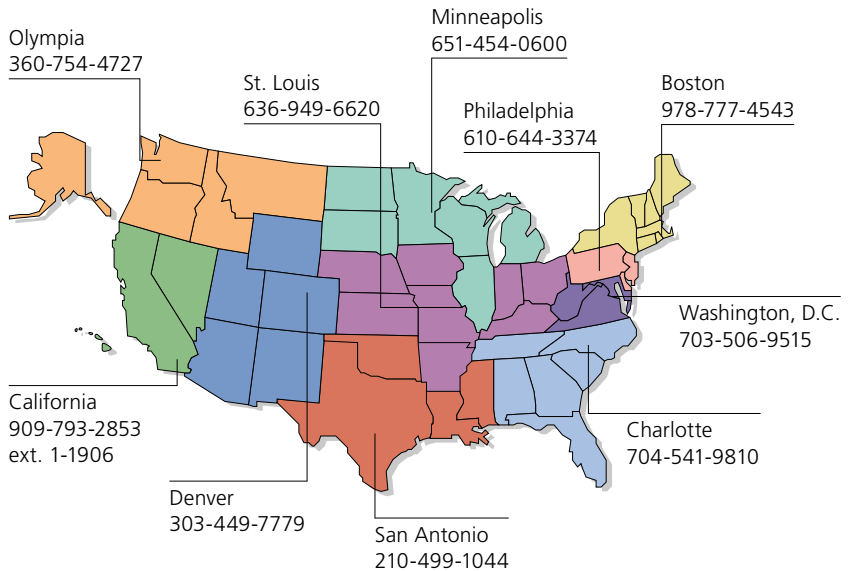 Olympia
360-754-4727
St. Louis
636-949-6620
Minneapolis
651-454-0600
Philadelphia
610-644-3374
Boston
978-777-4543
Washington, D.C.
703-506-9515
California
909-793-2853
ext. 1-1906
Charlotte
704-541-9810
Denver
303-449-7779
San Antonio
210-499-1044